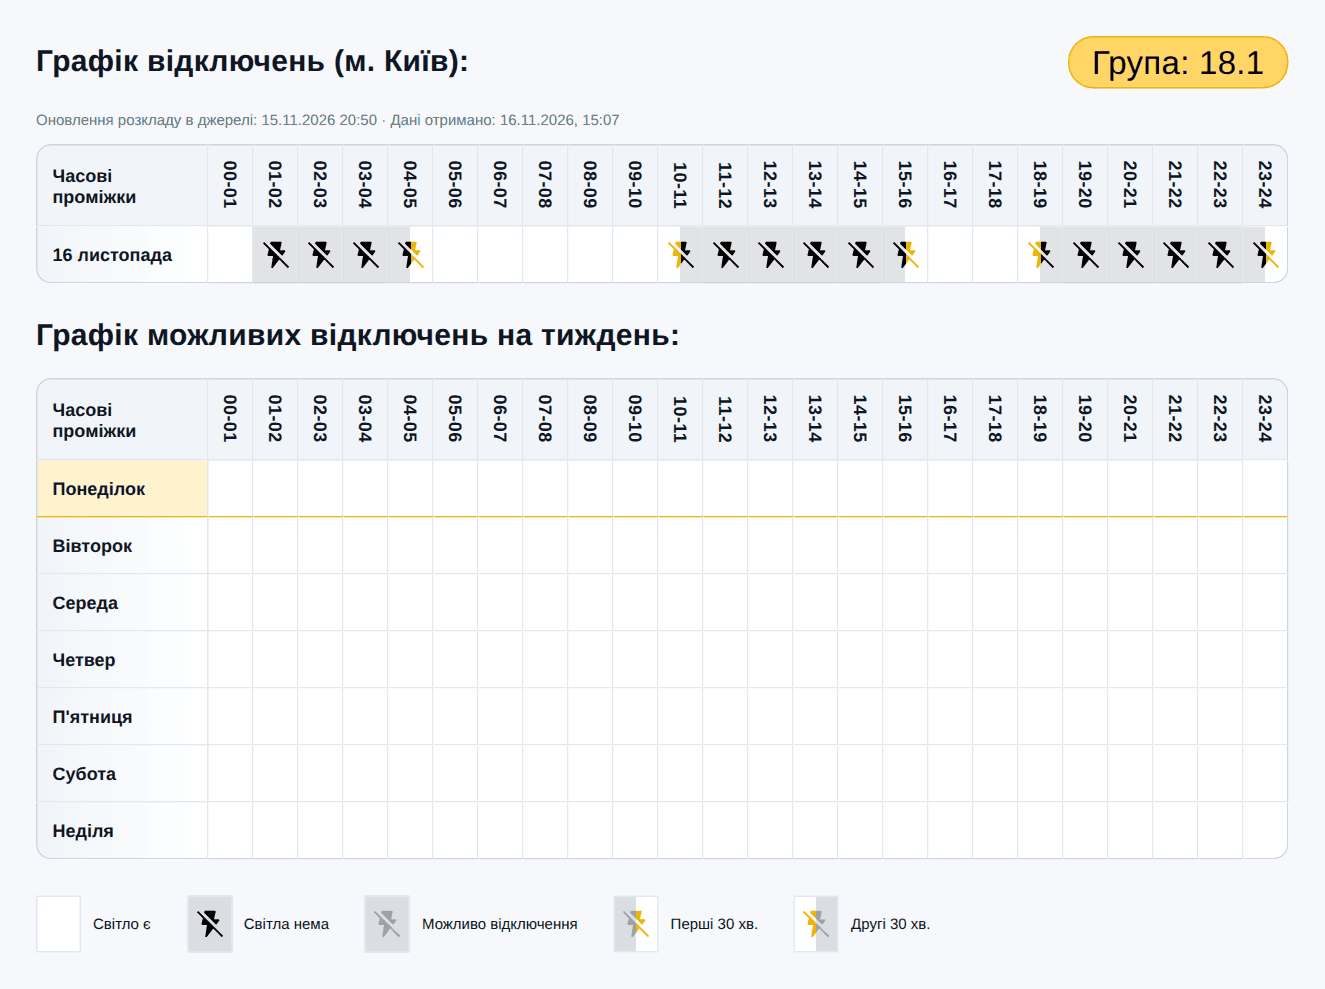 Графік відключень (м. Київ):
Група: 18.1
Оновлення розкладу в джерелі: 15.11.2026 20:50 · Дані отримано: 16.11.2026, 15:07
Часові
проміжки
00-01 01-02 02-03 03-04 04-05 05-06 06-07 07-08 08-09 09-10 10-11 11-12 12-13 13-14 14-15 15-16 16-17 17-18 18-19 19-20 20-21 21-22 22-23 23-24
16 листопада
Графік можливих відключень на тиждень:
Часові
проміжки
00-01 01-02 02-03 03-04 04-05 05-06 06-07 07-08 08-09 09-10 10-11 11-12 12-13 13-14 14-15 15-16 16-17 17-18 18-19 19-20 20-21 21-22 22-23 23-24
Понеділок
Вівторок
Середа
Четвер
П'ятниця
Субота
Неділя
Світло є
Світла нема
Можливо відключення
Перші 30 хв.
Другі 30 хв.